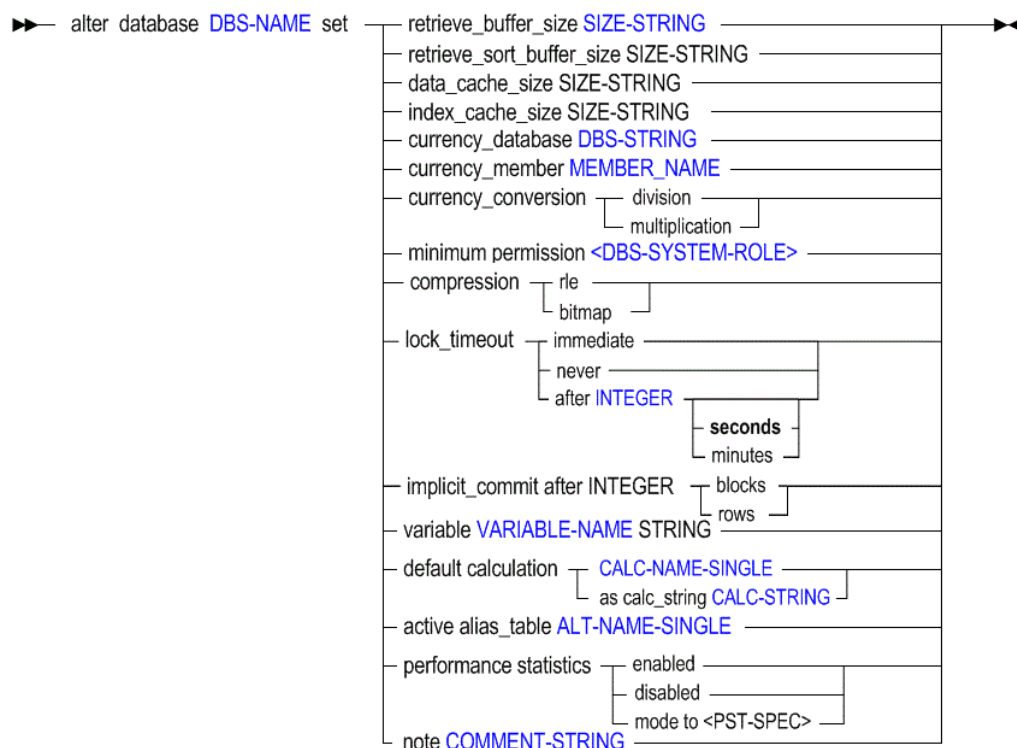 alter database DBS-NAME set retrieve_buffer_size SIZE-STRING
retrieve_sort_buffer_size SIZE-STRING
data_cache_size SIZE-STRING
index_cache_size SIZE-STRING
currency_database DBS-STRING
currency_member MEMBER_NAME
currency_conversion division
multiplication
minimum permission <DBS-SYSTEM-ROLE>
compression rle
bitmap
lock_timeout immediate
never
after INTEGER
seconds
minutes
implicit_commit after INTEGER blocks
rows
variable VARIABLE-NAME STRING
default calculation CALC-NAME-SINGLE
as calc_string CALC-STRING
active alias_table ALT-NAME-SINGLE
performance statistics enabled
disabled
mode to <PST-SPEC>
note COMMENT-STRING